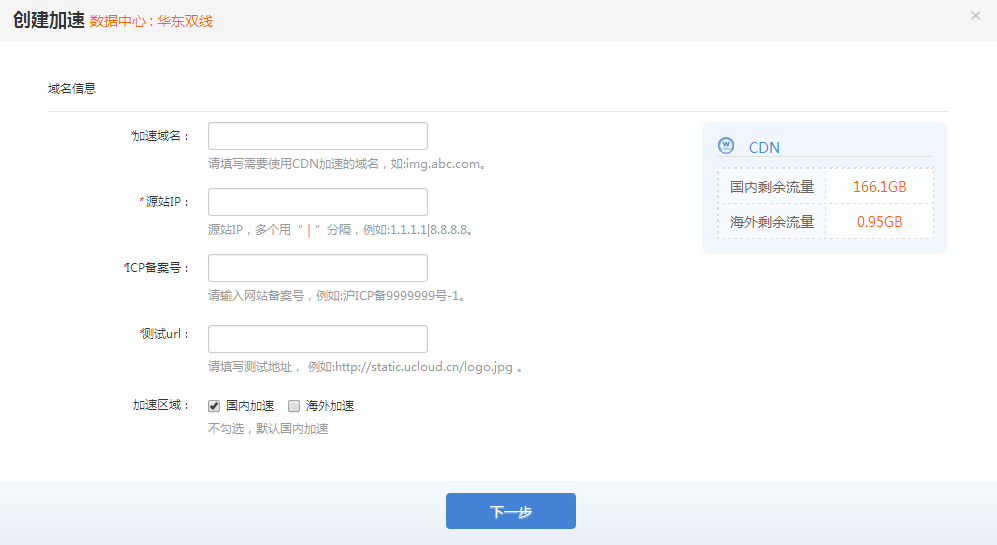 创建加速 数据中心 : 华东双线
×
域名信息
*加速域名：
请填写需要使用CDN加速的域名，如:img.abc.com。
*源站IP：
源站IP，多个用“ | ”分隔，例如:1.1.1.1|8.8.8.8。
*ICP备案号：
请输入网站备案号，例如:沪ICP备9999999号-1。
*测试url：
请填写测试地址， 例如:http://static.ucloud.cn/logo.jpg 。
加速区域： 国内加速 海外加速
不勾选，默认国内加速
CDN
国内剩余流量 166.1GB
海外剩余流量 0.95GB
下一步